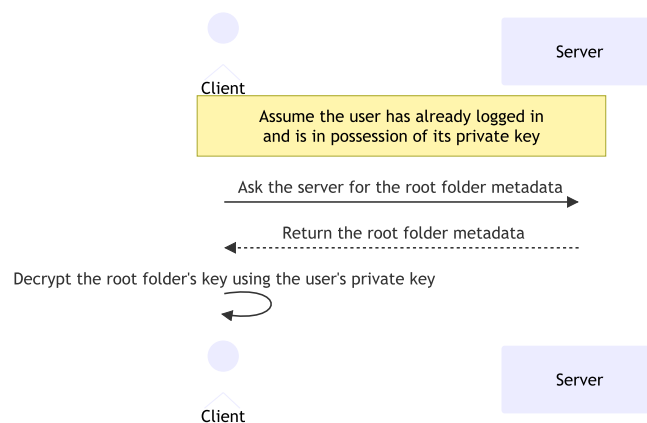 Server
Client
Assume the user has already logged in
and is in possession of its private key
Ask the server for the root folder metadata
Return the root folder metadata
Decrypt the root folder's key using the user's private key
Server
Client